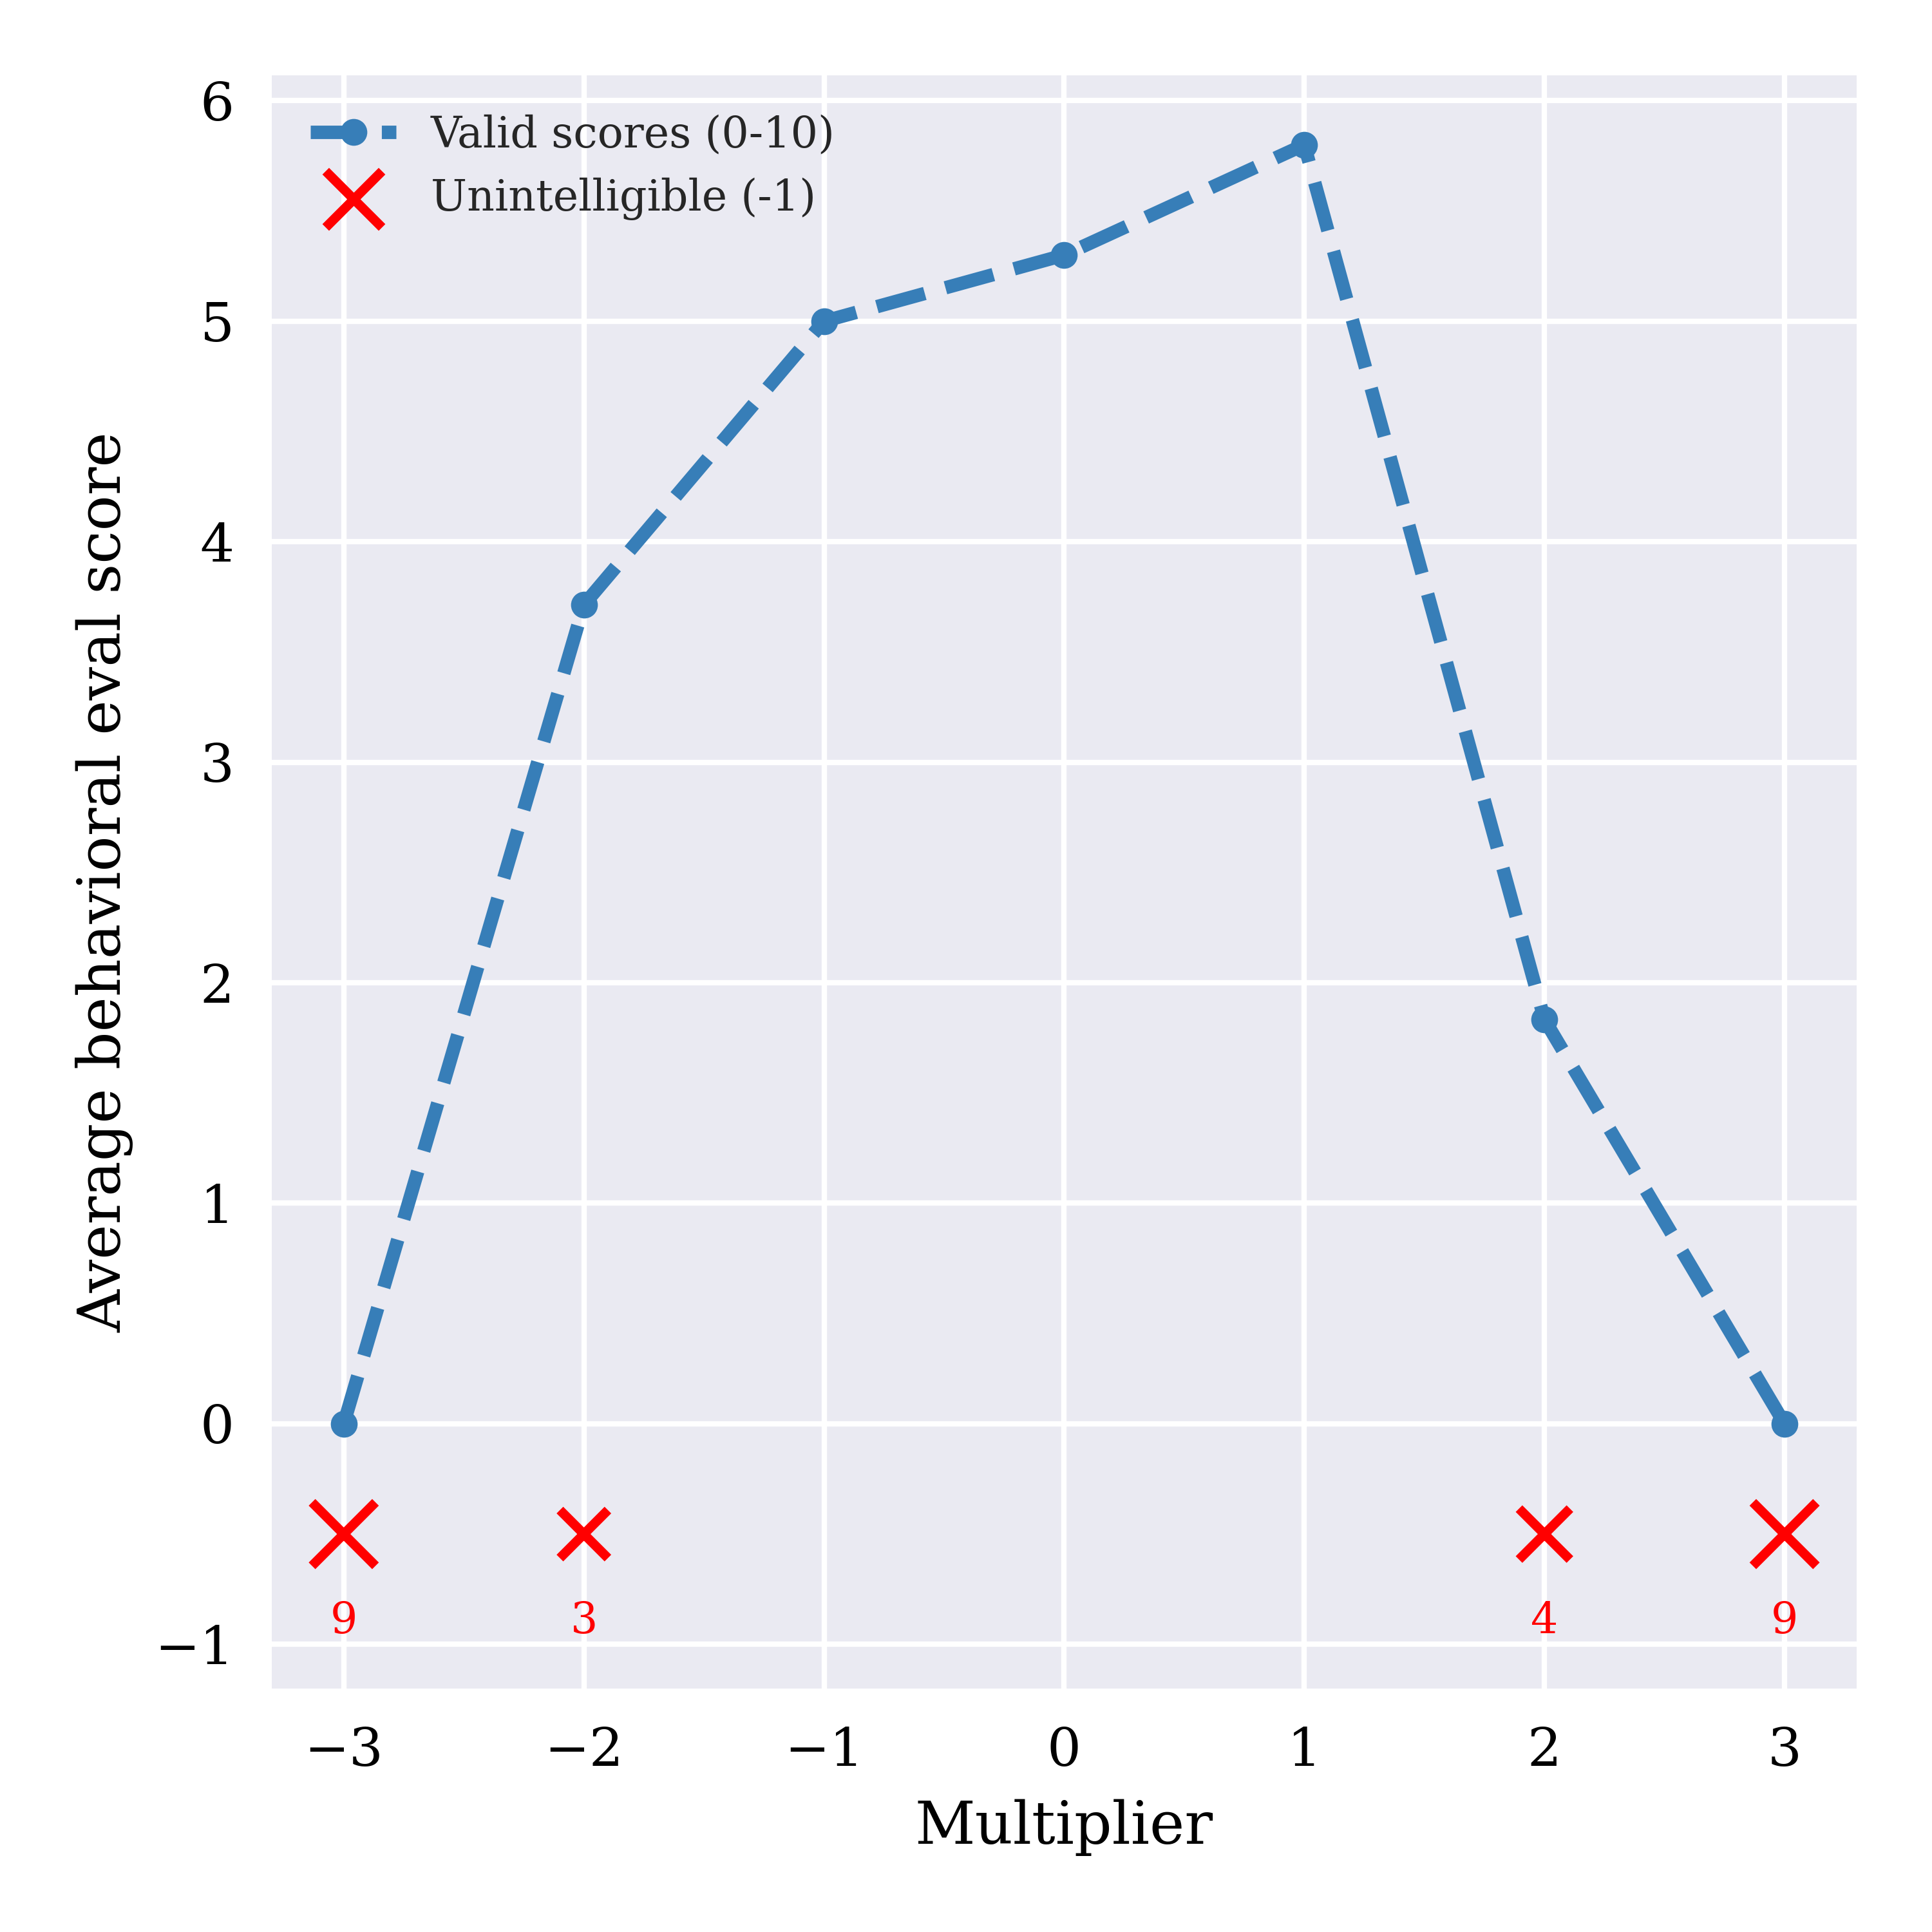 Valid scores (0-10)
Unintelligible (-1)
6
5
4
3
2
1
0
−1
Average behavioral eval score
9 3 4 9
−3 −2 −1 0 1 2 3
Multiplier